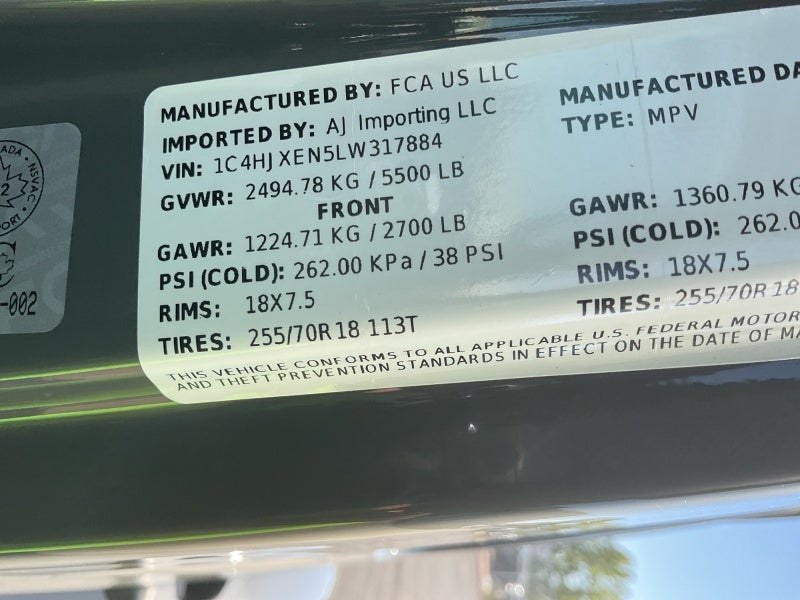 MANUFACTURED BY: FCA US LLC
IMPORTED BY: AJ Importing LLC
VIN: 1C4HJXEN5LW317884
GVWR: 2494.78 KG / 5500 LB
FRONT
GAWR: 1224.71 KG / 2700 LB
PSI (COLD): 262.00 KPa / 38 PSI
RIMS: 18X7.5
TIRES: 255/70R18 113T
MANUFACTURED DA
TYPE: MPV
GAWR: 1360.79 KG
PSI (COLD): 262.0
RIMS: 18X7.5
TIRES: 255/70R18
THIS VEHICLE CONFORMS TO ALL APPLICABLE U.S. FEDERAL MOTOR
AND THEFT PREVENTION STANDARDS IN EFFECT ON THE DATE OF MA
ADA • NSVAC •
2
PORT
-002